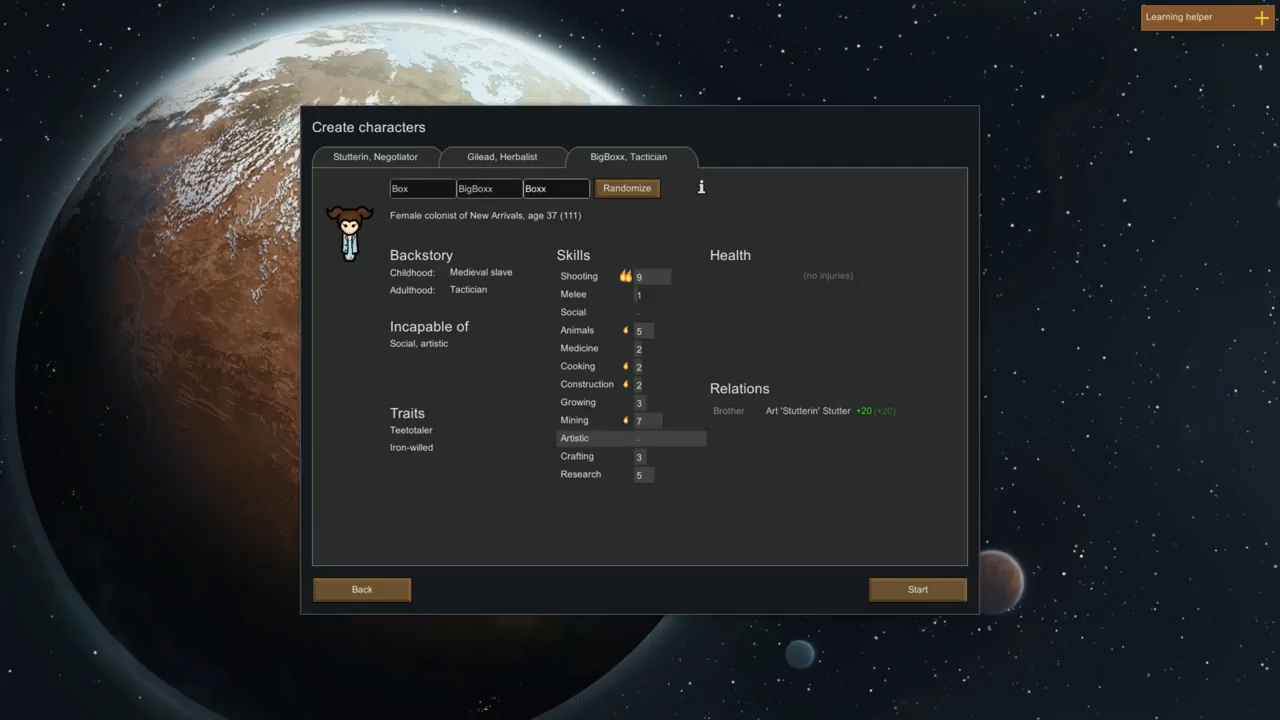 Learning helper
Create characters
Stutterin, Negotiator
Gilead, Herbalist
BigBoxx, Tactician
Box
BigBoxx
Boxx
Randomize
Female colonist of New Arrivals, age 37 (111)
Backstory
Childhood: Medieval slave
Adulthood: Tactician
Incapable of
Social, artistic
Traits
Teetotaler
Iron-willed
Skills
Shooting 9
Melee 1
Social -
Animals 5
Medicine 2
Cooking 2
Construction 2
Growing 3
Mining 7
Artistic -
Crafting 3
Research 5
Health
(no injuries)
Relations
Brother Art 'Stutterin' Stutter +20 (+20)
Back
Start